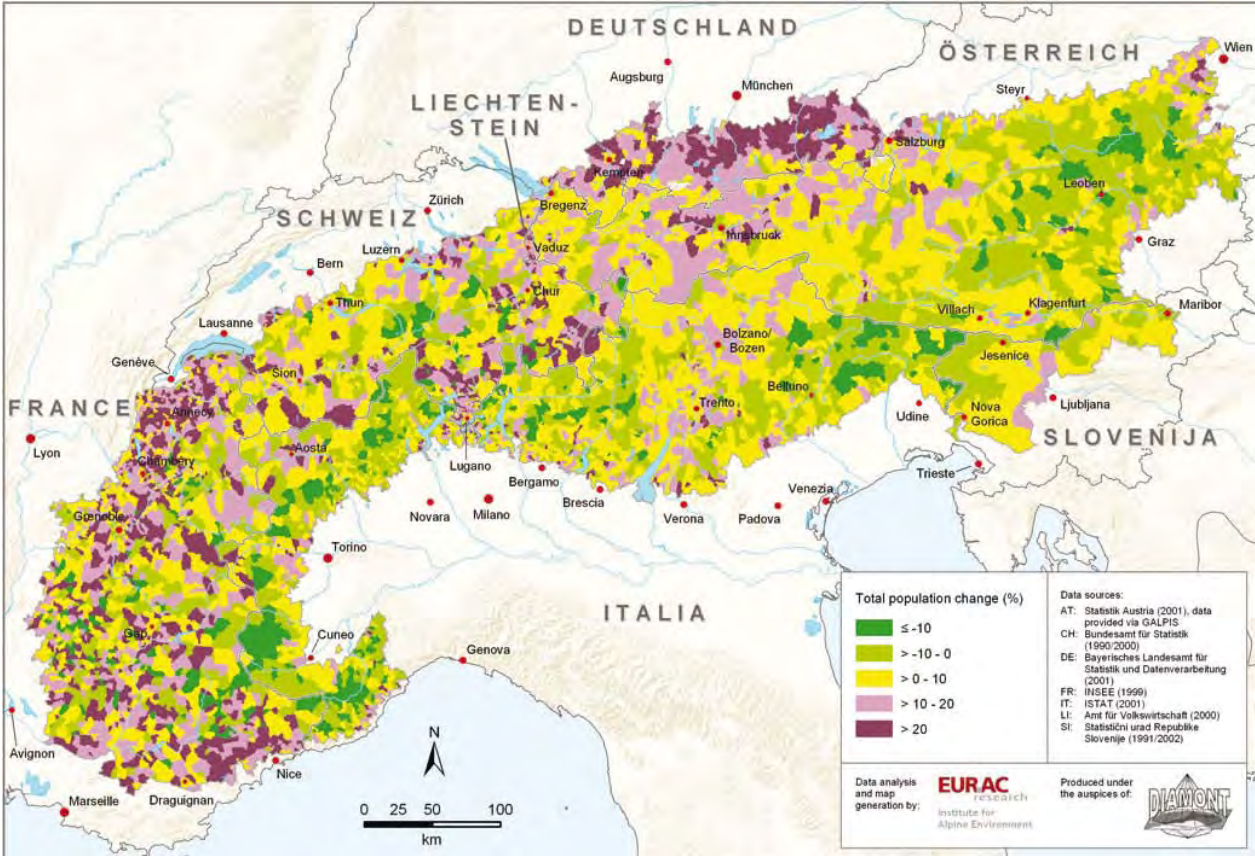 DEUTSCHLAND
ÖSTERREICH
Wien
Augsburg
München
Steyr
LIECHTEN-
STEIN
Salzburg
Kempten
Leoben
Bregenz
Zürich
SCHWEIZ
Innsbruck
Vaduz
Graz
Luzern
Bern
Chur
Thun
Villach
Klagenfurt
Maribor
Lausanne
Bolzano/
Bozen
Jesenice
Genève
Sion
Belluno
FRANCE
Annecy
Trento
Udine
Nova
Gorica
Ljubljana
Lyon
Aosta
SLOVENIJA
Chambéry
Lugano
Trieste
Bergamo
Brescia
Venezia
Grenoble
Novara
Milano
Verona
Padova
Torino
ITALIA
Gap
Cuneo
Genova
Avignon
Nice
Marseille
Draguignan
N
0 25 50 100
km
Total population change (%)
≤ -10
> -10 - 0
> 0 - 10
> 10 - 20
> 20
Data sources:
AT: Statistik Austria (2001), data
provided via GALPIS
CH: Bundesamt für Statistik
(1990/2000)
DE: Bayerisches Landesamt für
Statistik und Datenverarbeitung
(2001)
FR: INSEE (1999)
IT: ISTAT (2001)
LI: Amt für Volkswirtschaft (2000)
SI: Statistični urad Republike
Slovenije (1991/2002)
Data analysis
and map
generation by:
EURAC
research
Institute for
Alpine Environment
Produced under
the auspices of:
DIAMONT